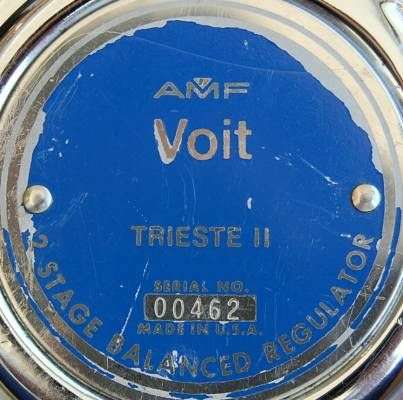 AMF
Voit
TRIESTE II
SERIAL NO.
00462
MADE IN U.S.A.
2 STAGE BALANCED REGULATOR